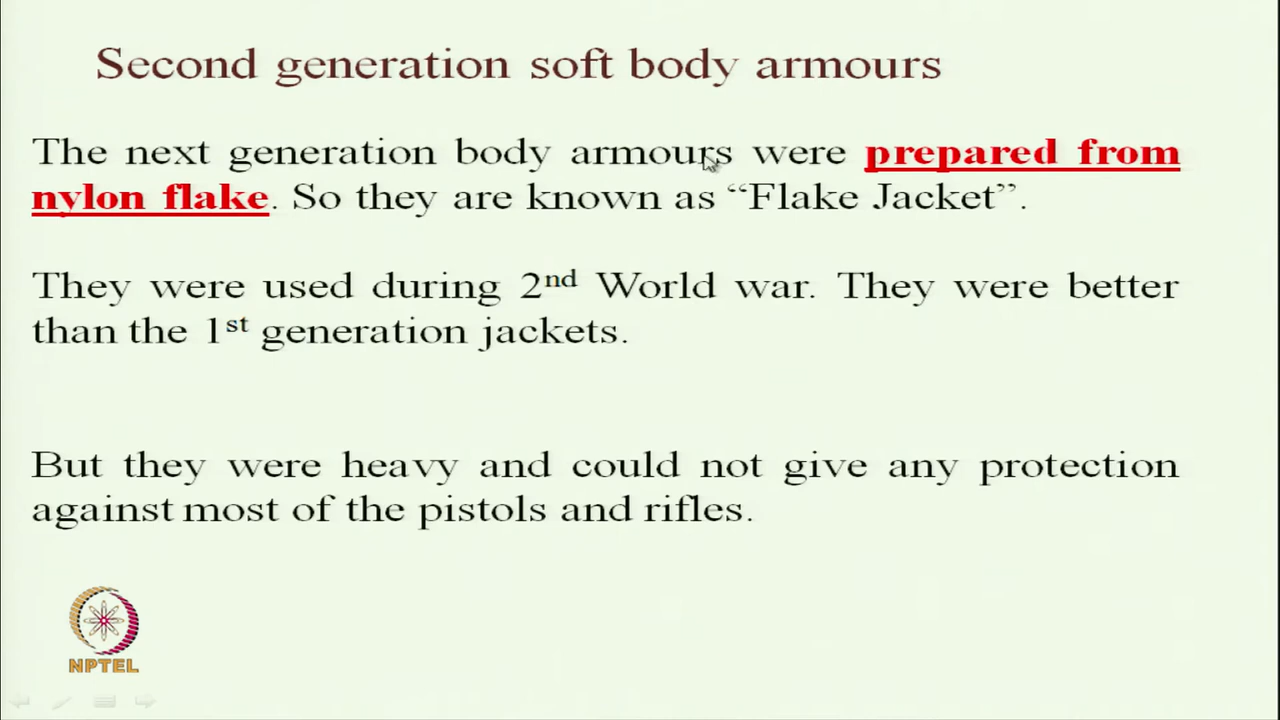 Second generation soft body armours
The next generation body armours were prepared from
nylon flake. So they are known as “Flake Jacket”.
They were used during 2nd World war. They were better
than the 1st generation jackets.
But they were heavy and could not give any protection
against most of the pistols and rifles.
NPTEL